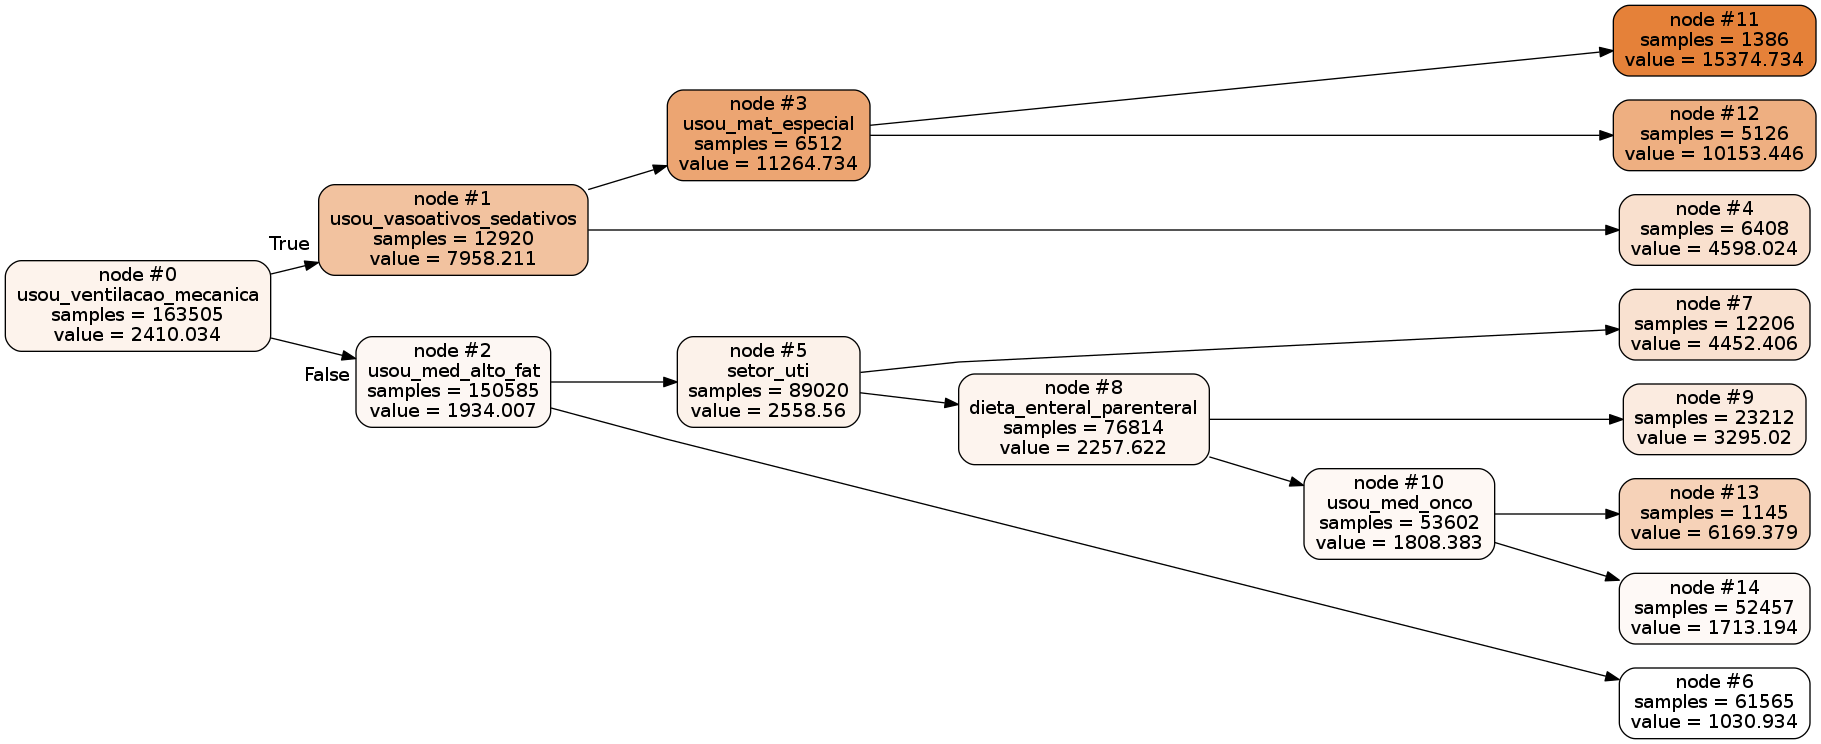 node #0
usou_ventilacao_mecanica
samples = 163505
value = 2410.034
True
False
node #1
usou_vasoativos_sedativos
samples = 12920
value = 7958.211
node #2
usou_med_alto_fat
samples = 150585
value = 1934.007
node #3
usou_mat_especial
samples = 6512
value = 11264.734
node #5
setor_uti
samples = 89020
value = 2558.56
node #8
dieta_enteral_parenteral
samples = 76814
value = 2257.622
node #10
usou_med_onco
samples = 53602
value = 1808.383
node #11
samples = 1386
value = 15374.734
node #12
samples = 5126
value = 10153.446
node #4
samples = 6408
value = 4598.024
node #7
samples = 12206
value = 4452.406
node #9
samples = 23212
value = 3295.02
node #13
samples = 1145
value = 6169.379
node #14
samples = 52457
value = 1713.194
node #6
samples = 61565
value = 1030.934